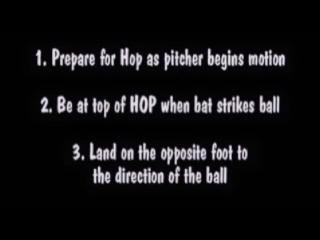 1. Prepare for Hop as pitcher begins motion
2. Be at top of HOP when bat strikes ball
3. Land on the opposite foot to
the direction of the ball